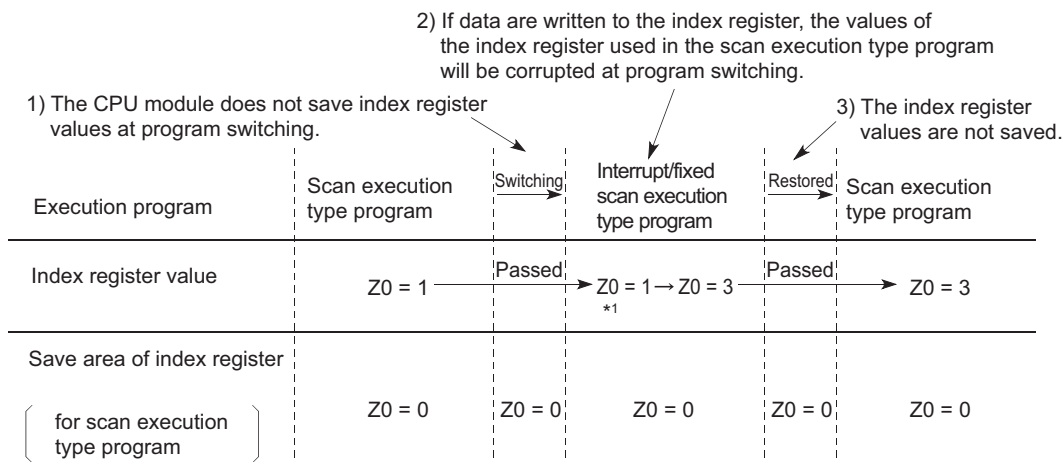 2) If data are written to the index register, the values of
the index register used in the scan execution type program
will be corrupted at program switching.
1) The CPU module does not save index register
values at program switching.
3) The index register
values are not saved.
Execution program
Scan execution
type program
Switching
Interrupt/fixed
scan execution
type program
Restored
Scan execution
type program
Index register value
Z0 = 1
Passed
Z0 = 1→Z0 = 3
*1
Passed
Z0 = 3
Save area of index register
for scan execution
type program
Z0 = 0
Z0 = 0
Z0 = 0
Z0 = 0
Z0 = 0